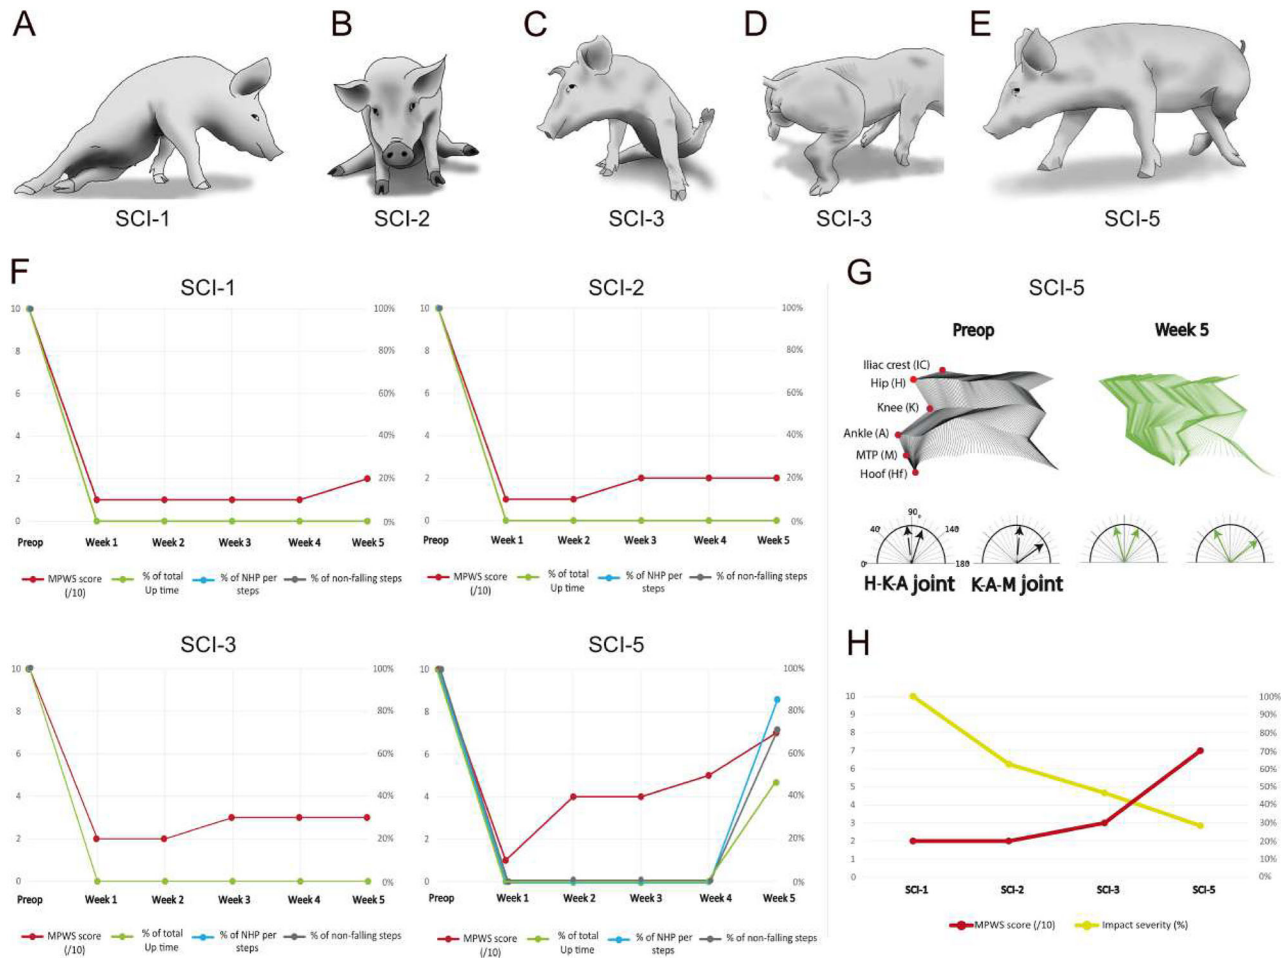 A
B
C
D
E
SCI-1
SCI-2
SCI-3
SCI-3
SCI-5
F
SCI-1
10
8
6
4
2
0
100%
80%
60%
40%
20%
0%
Preop Week 1 Week 2 Week 3 Week 4 Week 5
MPWS score (/10)
% of total Up time
% of NHP per steps
% of non-falling steps
SCI-2
10
8
6
4
2
0
100%
80%
60%
40%
20%
0%
Preop Week 1 Week 2 Week 3 Week 4 Week 5
MPWS score (/10)
% of total Up time
% of NHP per steps
% of non-falling steps
SCI-3
10
8
6
4
2
0
100%
80%
60%
40%
20%
0%
Preop Week 1 Week 2 Week 3 Week 4 Week 5
MPWS score (/10)
% of total Up time
% of NHP per steps
% of non-falling steps
SCI-5
10
8
6
4
2
0
100%
80%
60%
40%
20%
0%
Preop Week 1 Week 2 Week 3 Week 4 Week 5
MPWS score (/10)
% of total Up time
% of NHP per steps
% of non-falling steps
G
SCI-5
Preop
Week 5
Iliac crest (IC)
Hip (H)
Knee (K)
Ankle (A)
MTP (M)
Hoof (Hf)
90°
40
140
0°
180
H-K-A joint
K-A-M joint
H
10
9
8
7
6
5
4
3
2
1
0
100%
90%
80%
70%
60%
50%
40%
30%
20%
10%
0%
SCI-1 SCI-2 SCI-3 SCI-5
MPWS score (/10)
Impact severity (%)